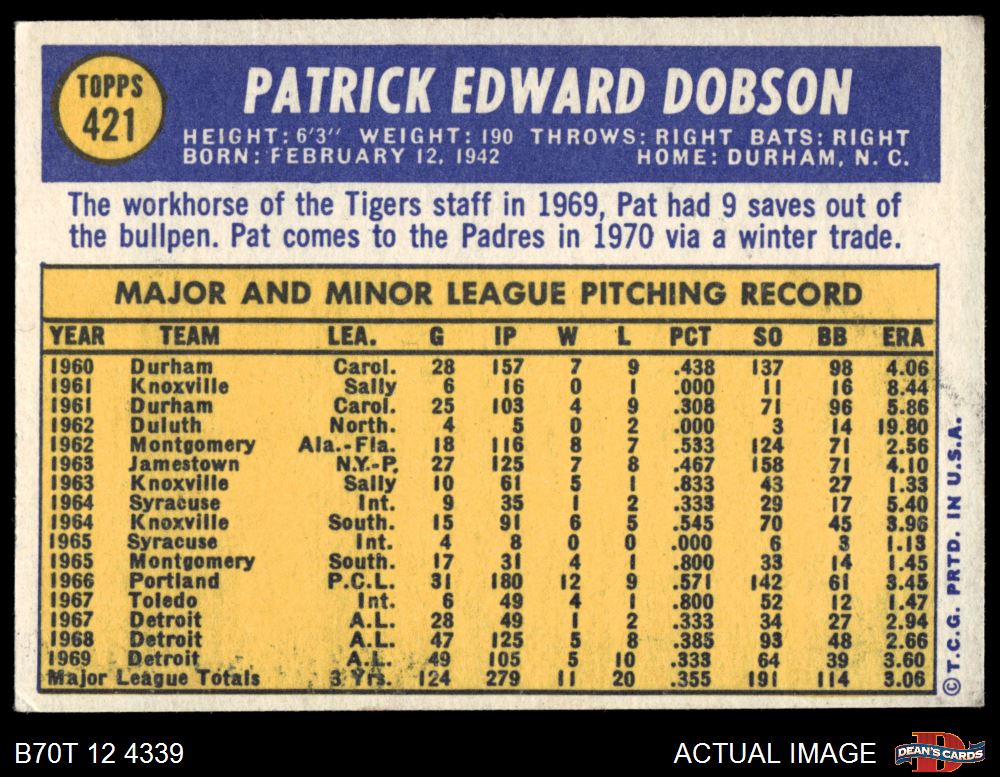 TOPPS
421
PATRICK EDWARD DOBSON
HEIGHT: 6'3" WEIGHT: 190 THROWS: RIGHT BATS: RIGHT
BORN: FEBRUARY 12, 1942 HOME: DURHAM, N. C.
The workhorse of the Tigers staff in 1969, Pat had 9 saves out of
the bullpen. Pat comes to the Padres in 1970 via a winter trade.
MAJOR AND MINOR LEAGUE PITCHING RECORD
YEAR TEAM LEA. G IP W L PCT SO BB ERA
1960 Durham Carol. 28 157 7 9 .438 137 98 4.06
1961 Knoxville Sally 6 16 0 1 .000 11 16 8.44
1961 Durham Carol. 25 103 4 9 .308 71 96 5.86
1962 Duluth North. 4 5 0 2 .000 3 14 19.80
1962 Montgomery Ala.-Fla. 18 116 8 7 .533 124 71 2.56
1963 Jamestown N.Y.-P. 27 125 7 8 .467 158 71 4.10
1963 Knoxville Sally 10 61 5 1 .833 43 27 1.33
1964 Syracuse Int. 9 35 1 2 .333 29 17 5.40
1964 Knoxville South. 15 91 6 5 .545 70 45 3.96
1965 Syracuse Int. 4 8 0 0 .000 6 3 1.13
1965 Montgomery South. 17 31 4 1 .800 33 14 1.45
1966 Portland P.C.L. 31 180 12 9 .571 142 61 3.45
1967 Toledo Int. 6 49 4 1 .800 52 12 1.47
1967 Detroit A.L. 28 49 1 2 .333 34 27 2.94
1968 Detroit A.L. 47 125 5 8 .385 93 48 2.66
1969 Detroit A.L. 49 105 5 10 .333 64 39 3.60
Major League Totals 3 Yrs. 124 279 11 20 .355 191 114 3.06
© T.C.G. PRTD. IN U.S.A.
B70T 12 4339
ACTUAL IMAGE
DEAN'S CARDS